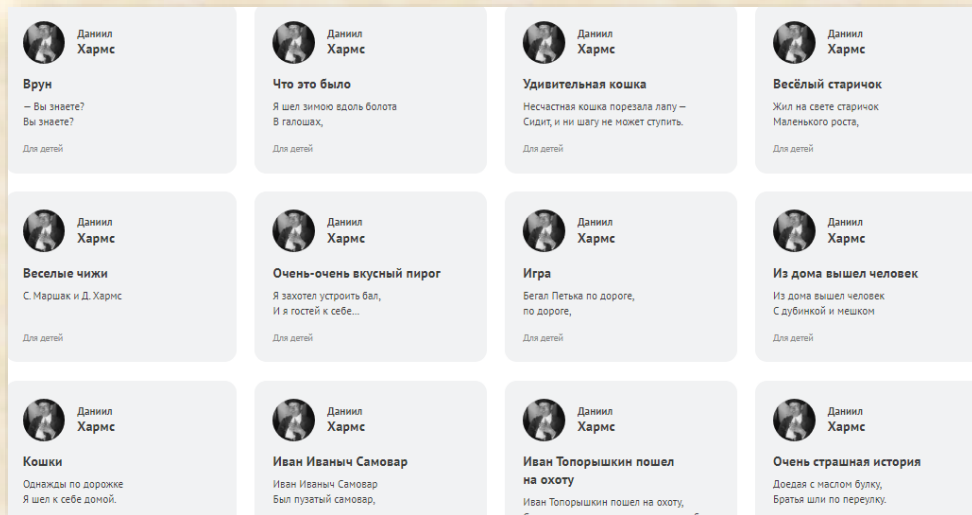 Даниил
Хармс
Врун
— Вы знаете?
Вы знаете?
Для детей
Даниил
Хармс
Что это было
Я шел зимою вдоль болота
В галошах,
Для детей
Даниил
Хармс
Удивительная кошка
Несчастная кошка порезала лапу —
Сидит, и ни шагу не может ступить.
Для детей
Даниил
Хармс
Весёлый старичок
Жил на свете старичок
Маленького роста,
Для детей
Даниил
Хармс
Веселые чижи
С. Маршак и Д. Хармс
Для детей
Даниил
Хармс
Очень-очень вкусный пирог
Я захотел устроить бал,
И я гостей к себе...
Для детей
Даниил
Хармс
Игра
Бегал Петька по дороге,
по дороге,
Для детей
Даниил
Хармс
Из дома вышел человек
Из дома вышел человек
С дубинкой и мешком
Для детей
Даниил
Хармс
Кошки
Однажды по дорожке
Я шел к себе домой.
Даниил
Хармс
Иван Иваныч Самовар
Иван Иваныч Самовар
Был пузатый самовар,
Даниил
Хармс
Иван Топорышкин пошел
на охоту
Иван Топорышкин пошел на охоту,
Даниил
Хармс
Очень страшная история
Доедая с маслом булку,
Братья шли по переулку.